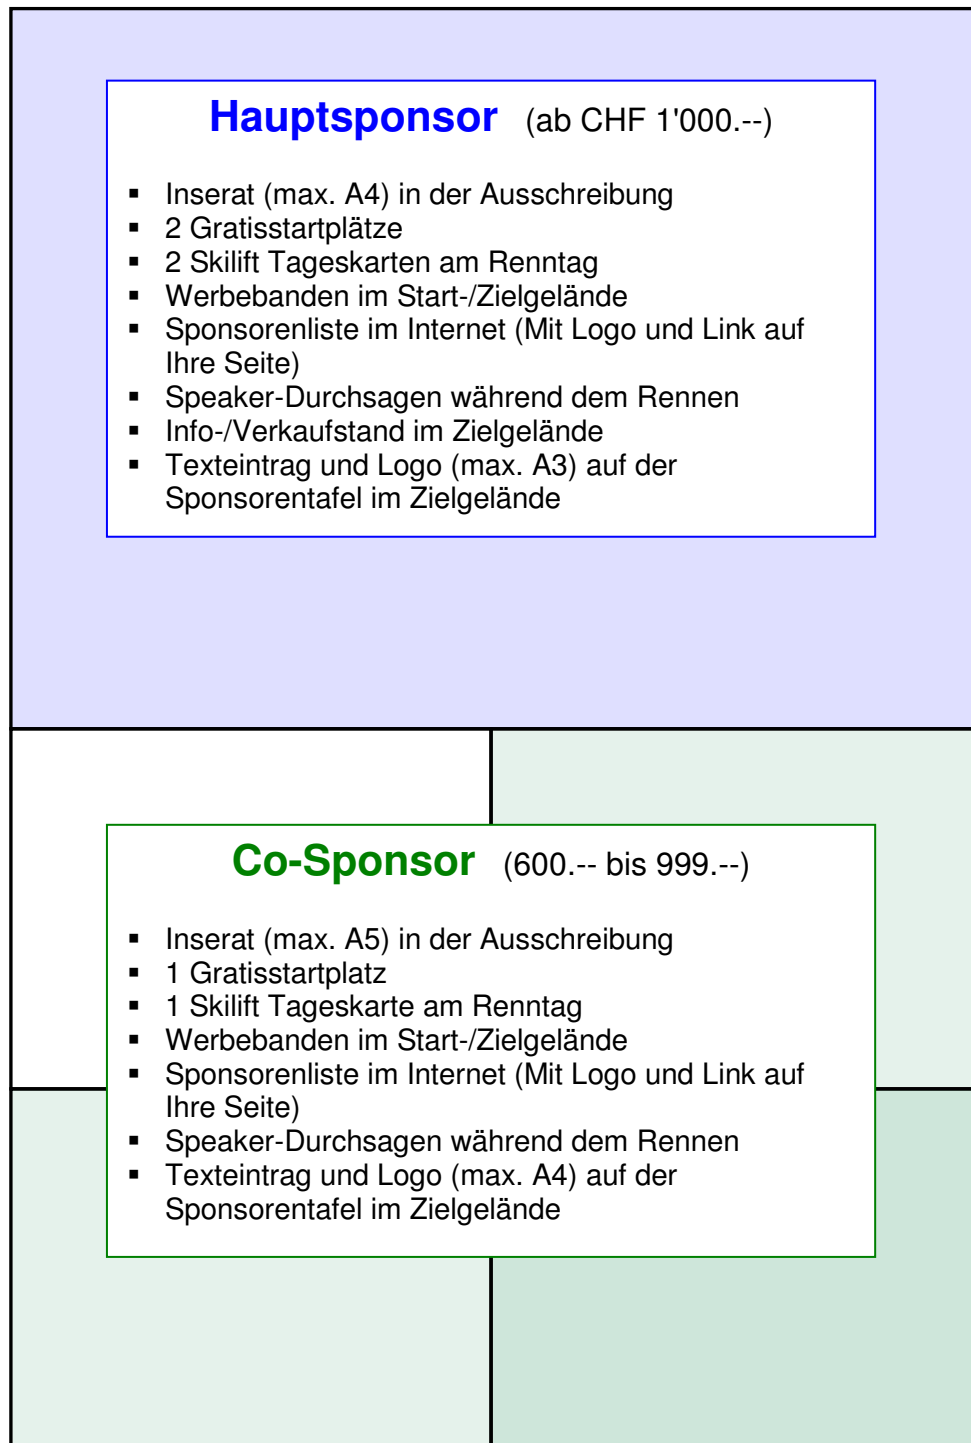 Hauptsponsor (ab CHF 1'000.--)
▪ Inserat (max. A4) in der Ausschreibung
▪ 2 Gratisstartplätze
▪ 2 Skilift Tageskarten am Renntag
▪ Werbebanden im Start-/Zielgelände
▪ Sponsorenliste im Internet (Mit Logo und Link auf
Ihre Seite)
▪ Speaker-Durchsagen während dem Rennen
▪ Info-/Verkaufstand im Zielgelände
▪ Texteintrag und Logo (max. A3) auf der
Sponsorentafel im Zielgelände
Co-Sponsor (600.-- bis 999.--)
▪ Inserat (max. A5) in der Ausschreibung
▪ 1 Gratisstartplatz
▪ 1 Skilift Tageskarte am Renntag
▪ Werbebanden im Start-/Zielgelände
▪ Sponsorenliste im Internet (Mit Logo und Link auf
Ihre Seite)
▪ Speaker-Durchsagen während dem Rennen
▪ Texteintrag und Logo (max. A4) auf der
Sponsorentafel im Zielgelände